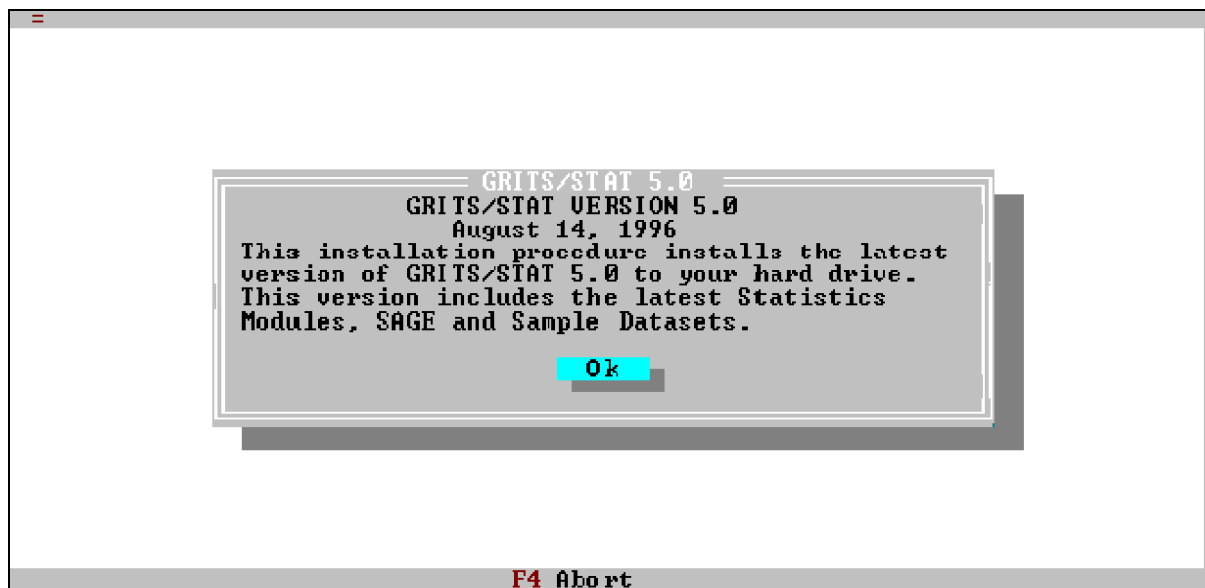 =
GRITS/STAT 5.0
GRITS/STAT VERSION 5.0
August 14, 1996
This installation procedure installs the latest
version of GRITS/STAT 5.0 to your hard drive.
This version includes the latest Statistics
Modules, SAGE and Sample Datasets.
Ok
F4 Abort